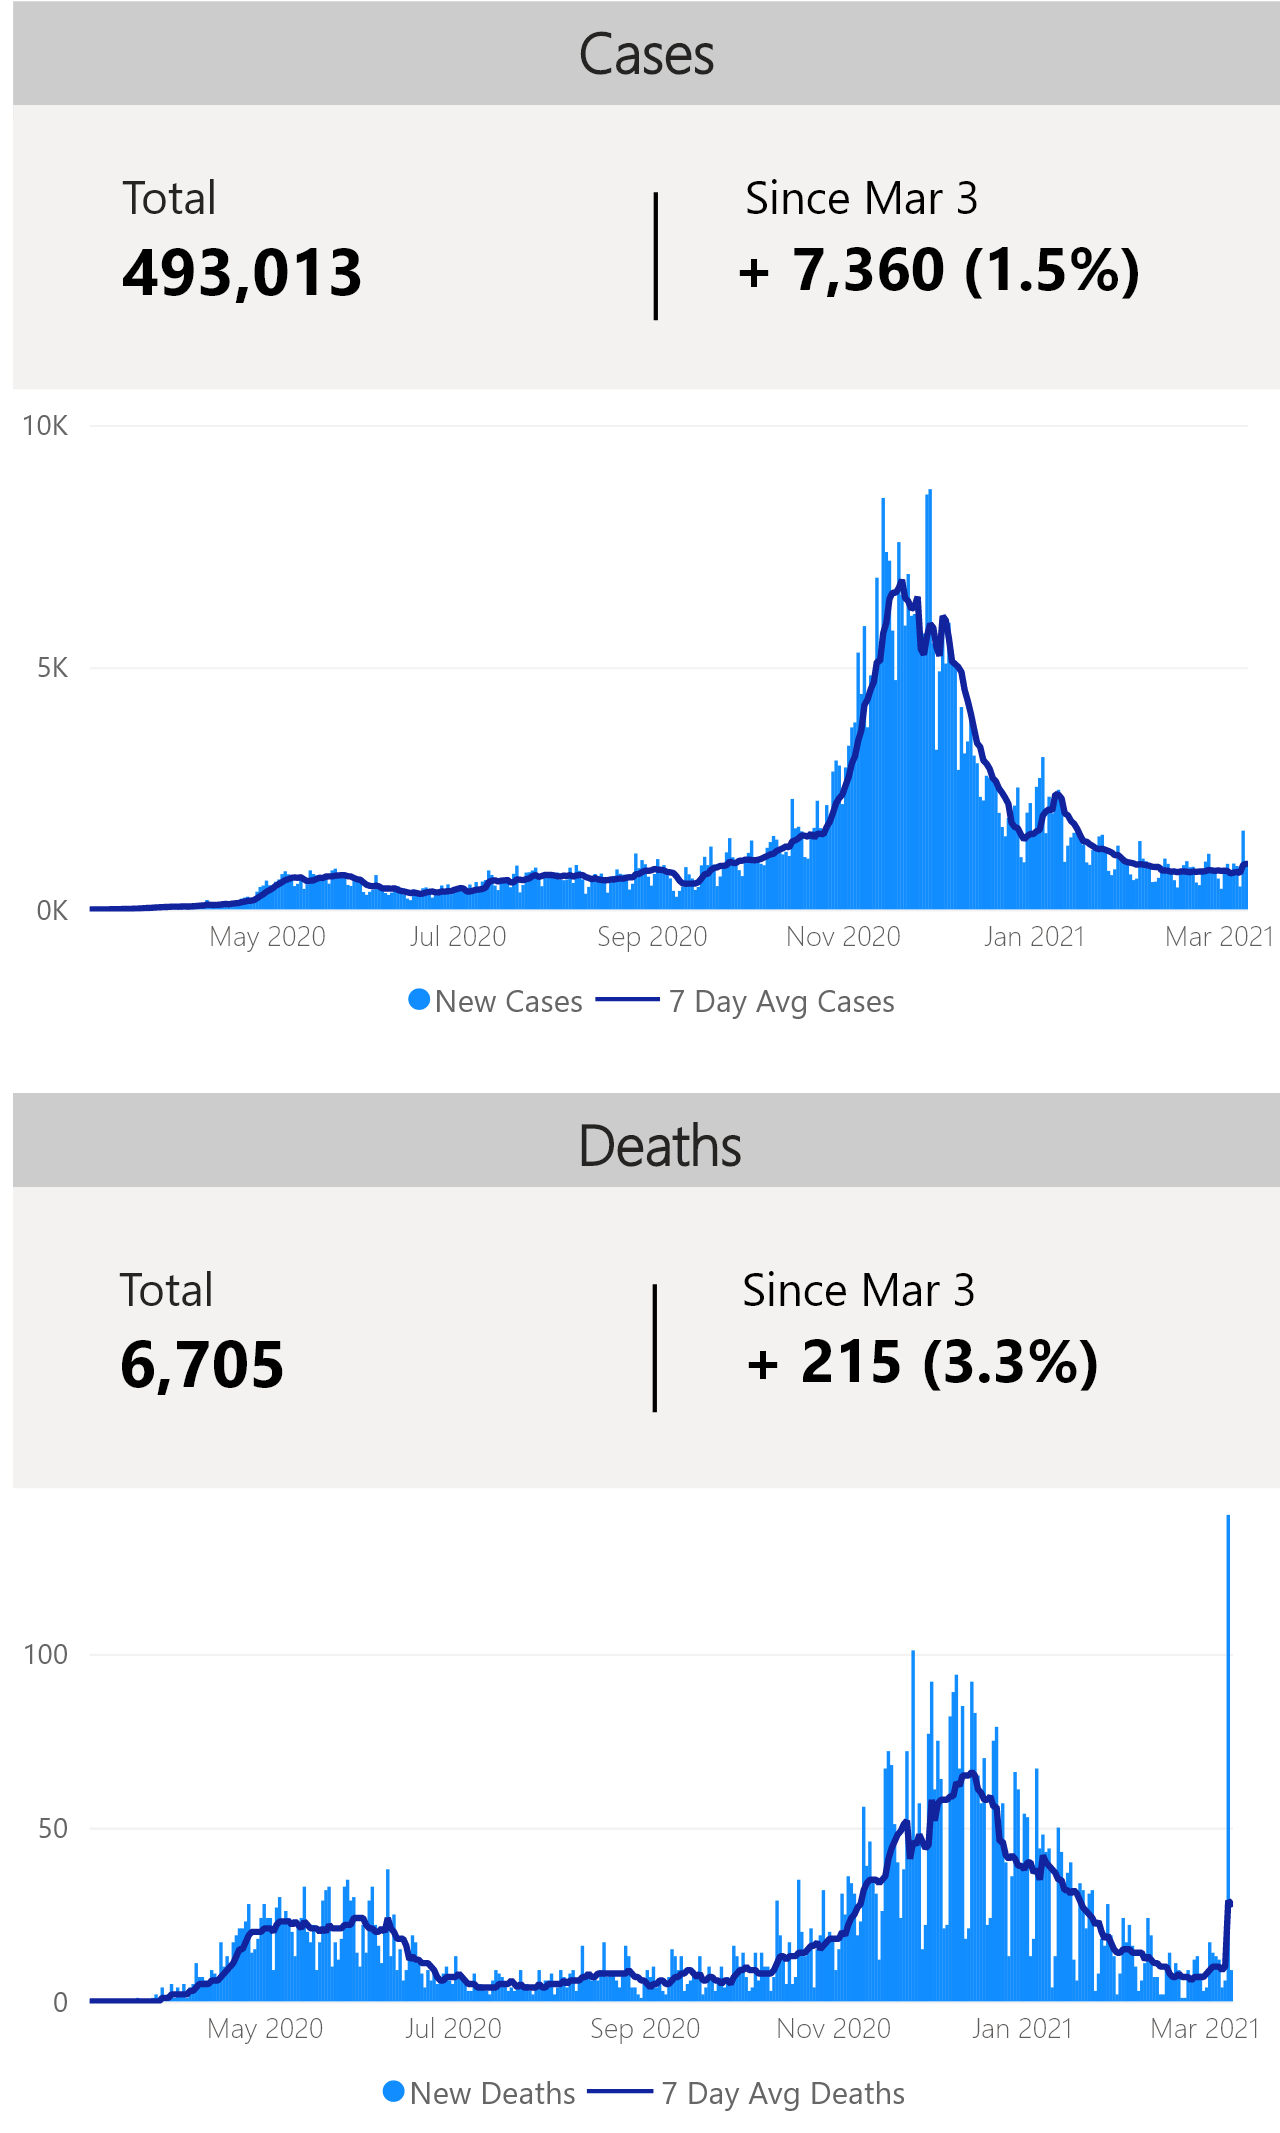 Cases
Total
Since Mar 3
493,013
+ 7,360 (1.5%)
10K
5K
0K
May 2020
Jul 2020
Sep 2020
Nov 2020
Jan 2021
Mar 2021
New Cases
7 Day Avg Cases
Deaths
Total
Since Mar 3
6,705
+ 215 (3.3%)
100
50
0
May 2020
Jul 2020
Sep 2020
Nov 2020
Jan 2021
Mar 2021
New Deaths
7 Day Avg Deaths